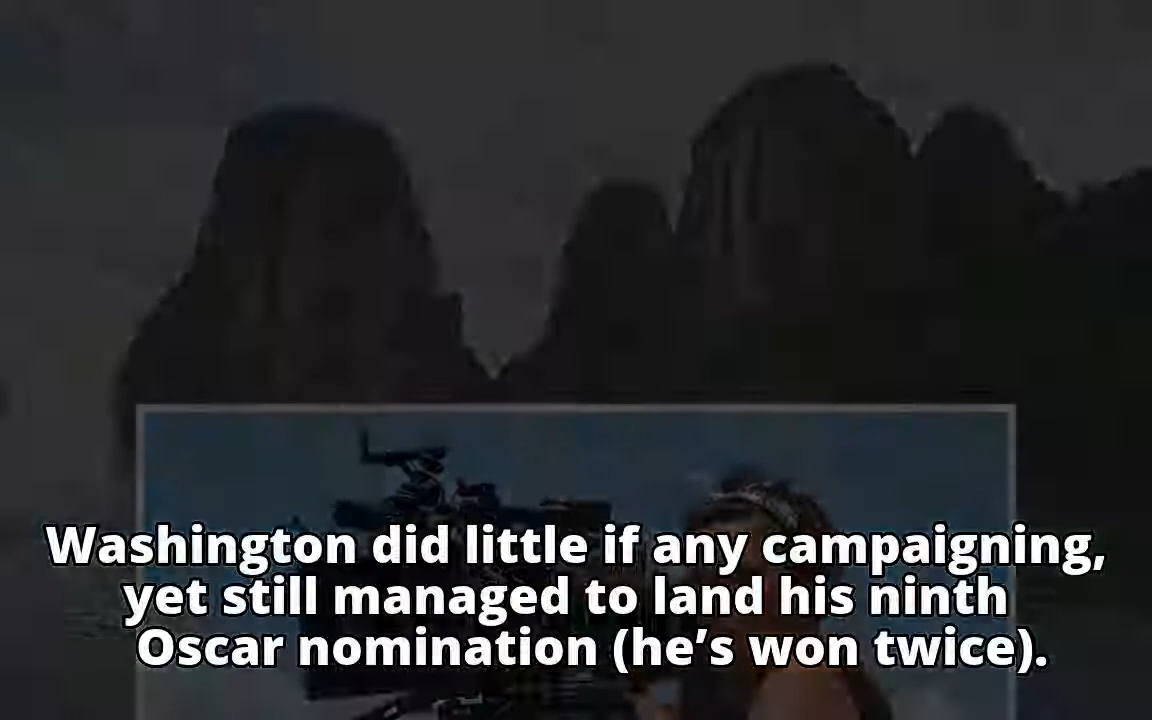 Washington did little if any campaigning,
yet still managed to land his ninth
Oscar nomination (he’s won twice).